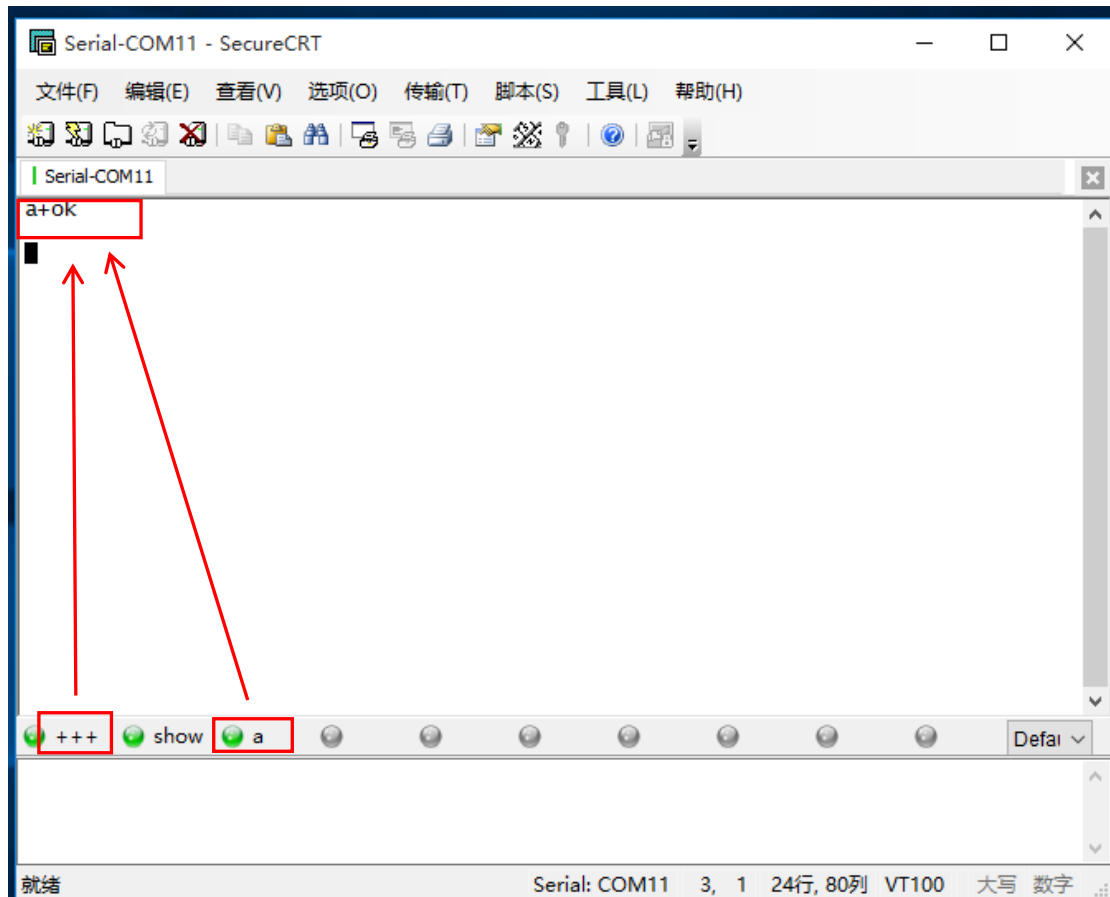 Serial-COM11 - SecureCRT
文件(F) 编辑(E) 查看(V) 选项(O) 传输(T) 脚本(S) 工具(L) 帮助(H)
Serial-COM11
a+ok
+++ show a Defai
就绪 Serial: COM11 3, 1 24行, 80列 VT100 大写 数字